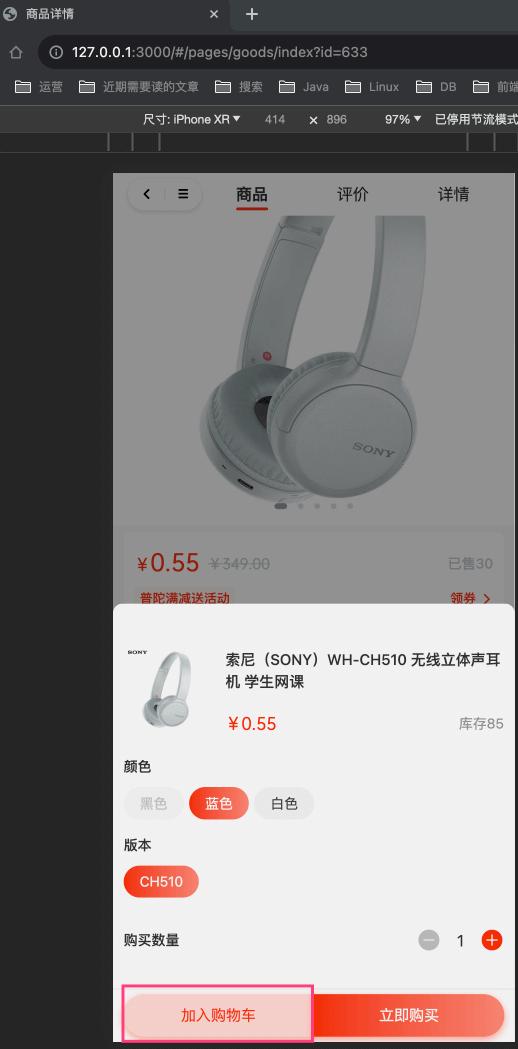 商品详情
127.0.0.1:3000/#/pages/goods/index?id=633
运营 近期需要读的文章 搜索 Java Linux DB 前端
尺寸: iPhone XR 414 × 896 97% 已停用节流模式
商品 评价 详情
SONY
¥0.55 ¥349.00 已售30
普陀满减送活动 领券
SONY
索尼（SONY）WH-CH510 无线立体声耳
机 学生网课
¥0.55 库存85
颜色
黑色 蓝色 白色
版本
CH510
购买数量 1
加入购物车 立即购买